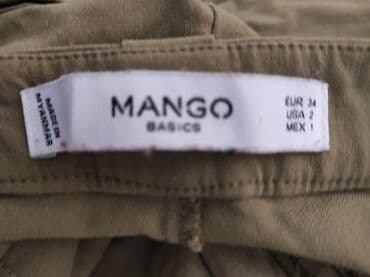 MADE IN
MYANMAR
MANGO
BASICS
EUR 34
USA 2
MEX 1